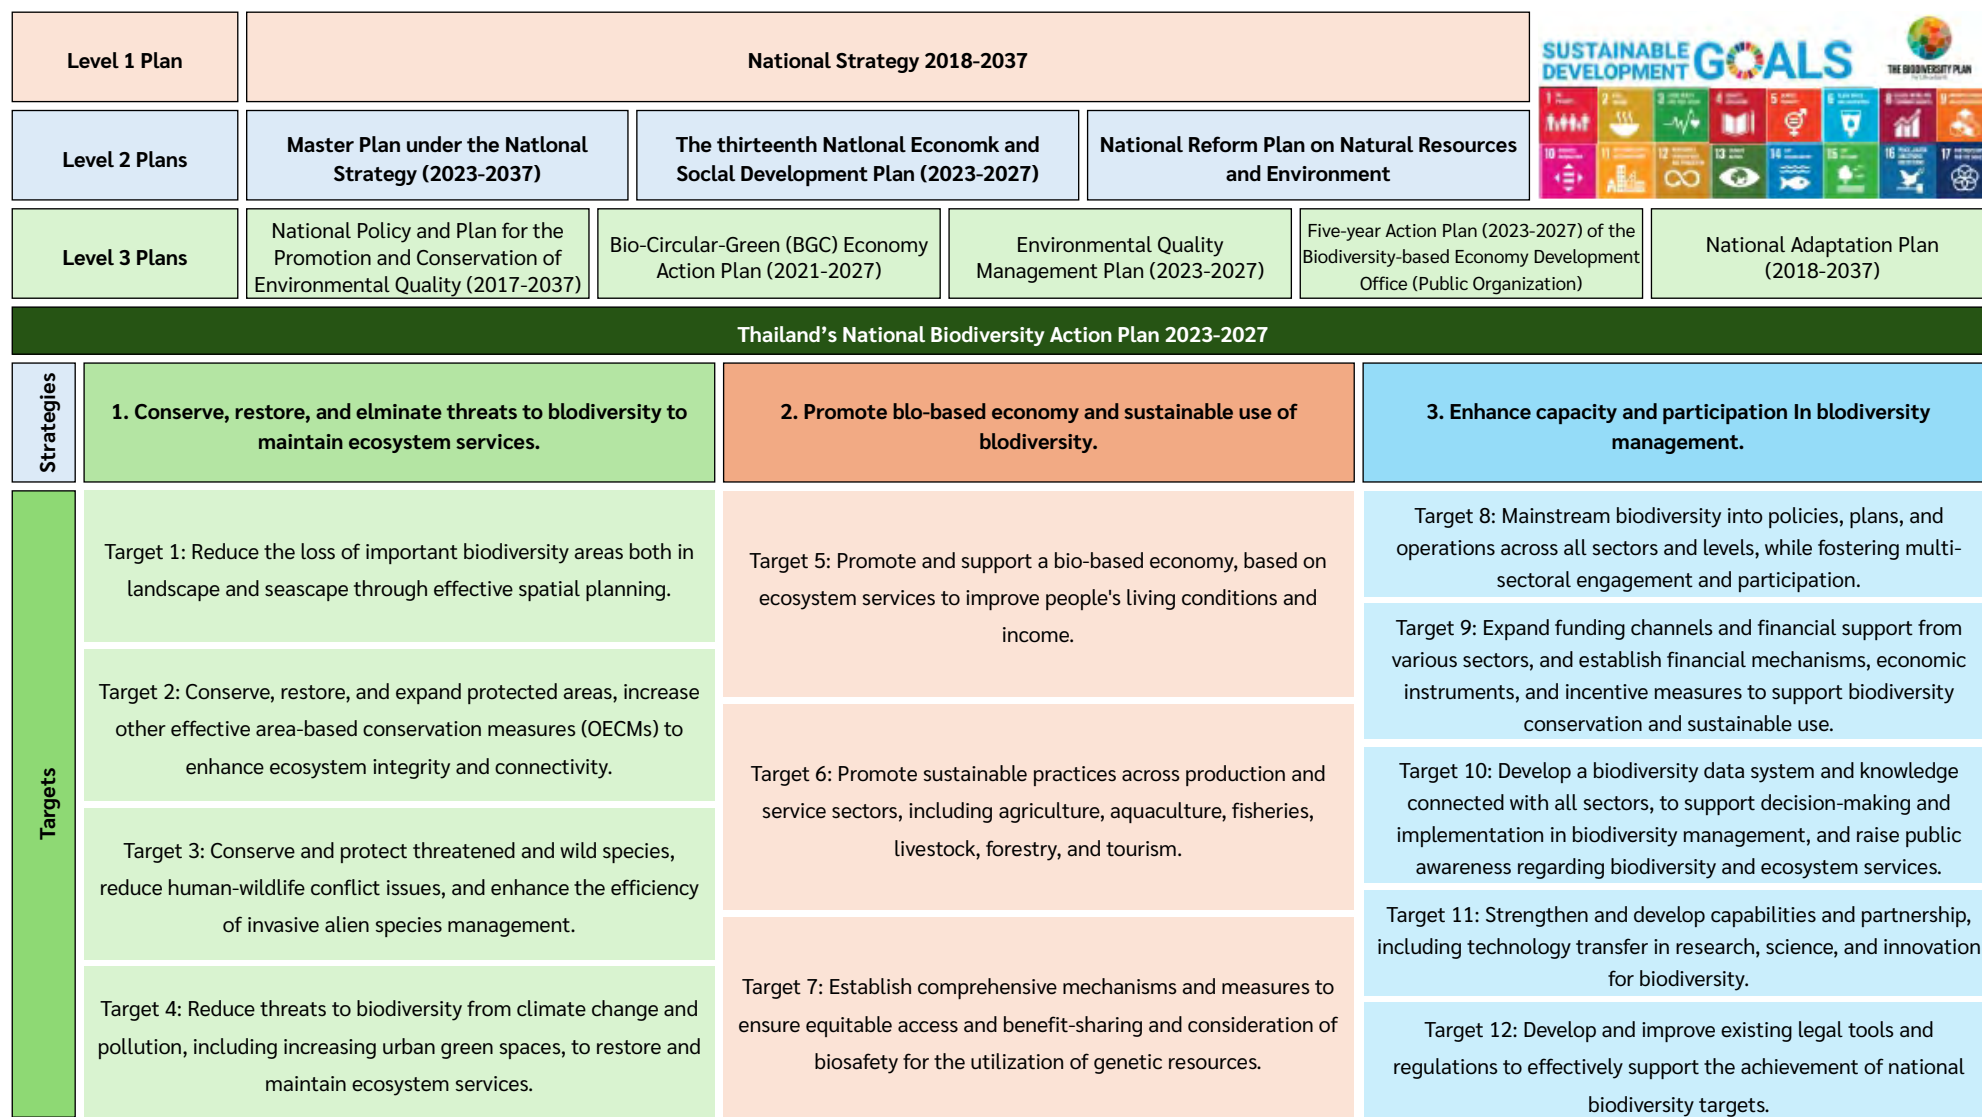 Level 1 Plan
National Strategy 2018-2037
SUSTAINABLE
DEVELOPMENT
GOALS
THE BIODIVERSITY PLAN
Level 2 Plans
Master Plan under the Natlonal
Strategy (2023-2037)
The thirteenth Natlonal Economk and
Soclal Development Plan (2023-2027)
National Reform Plan on Natural Resources
and Environment
1
2
3
4
5
6
8
9
10
11
12
13
14
15
16
17
Level 3 Plans
National Policy and Plan for the
Promotion and Conservation of
Environmental Quality (2017-2037)
Bio-Circular-Green (BGC) Economy
Action Plan (2021-2027)
Environmental Quality
Management Plan (2023-2027)
Five-year Action Plan (2023-2027) of the
Biodiversity-based Economy Development
Office (Public Organization)
National Adaptation Plan
(2018-2037)
Thailand's National Biodiversity Action Plan 2023-2027
Strategies
1. Conserve, restore, and elminate threats to blodiversity to
maintain ecosystem services.
2. Promote blo-based economy and sustainable use of
blodiversity.
3. Enhance capacity and participation In blodiversity
management.
Targets
Target 1: Reduce the loss of important biodiversity areas both in
landscape and seascape through effective spatial planning.
Target 2: Conserve, restore, and expand protected areas, increase
other effective area-based conservation measures (OECMs) to
enhance ecosystem integrity and connectivity.
Target 3: Conserve and protect threatened and wild species,
reduce human-wildlife conflict issues, and enhance the efficiency
of invasive alien species management.
Target 4: Reduce threats to biodiversity from climate change and
pollution, including increasing urban green spaces, to restore and
maintain ecosystem services.
Target 5: Promote and support a bio-based economy, based on
ecosystem services to improve people's living conditions and
income.
Target 6: Promote sustainable practices across production and
service sectors, including agriculture, aquaculture, fisheries,
livestock, forestry, and tourism.
Target 7: Establish comprehensive mechanisms and measures to
ensure equitable access and benefit-sharing and consideration of
biosafety for the utilization of genetic resources.
Target 8: Mainstream biodiversity into policies, plans, and
operations across all sectors and levels, while fostering multi-
sectoral engagement and participation.
Target 9: Expand funding channels and financial support from
various sectors, and establish financial mechanisms, economic
instruments, and incentive measures to support biodiversity
conservation and sustainable use.
Target 10: Develop a biodiversity data system and knowledge
connected with all sectors, to support decision-making and
implementation in biodiversity management, and raise public
awareness regarding biodiversity and ecosystem services.
Target 11: Strengthen and develop capabilities and partnership,
including technology transfer in research, science, and innovation
for biodiversity.
Target 12: Develop and improve existing legal tools and
regulations to effectively support the achievement of national
biodiversity targets.